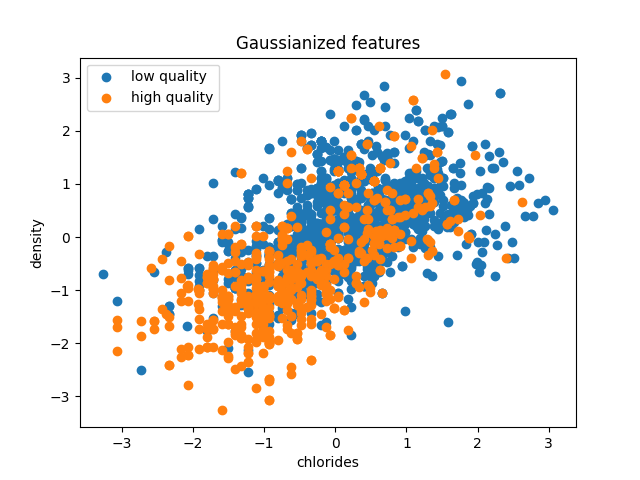 Gaussianized features
low quality
high quality
density
3
2
1
0
−1
−2
−3
−3
−2
−1
0
1
2
3
chlorides